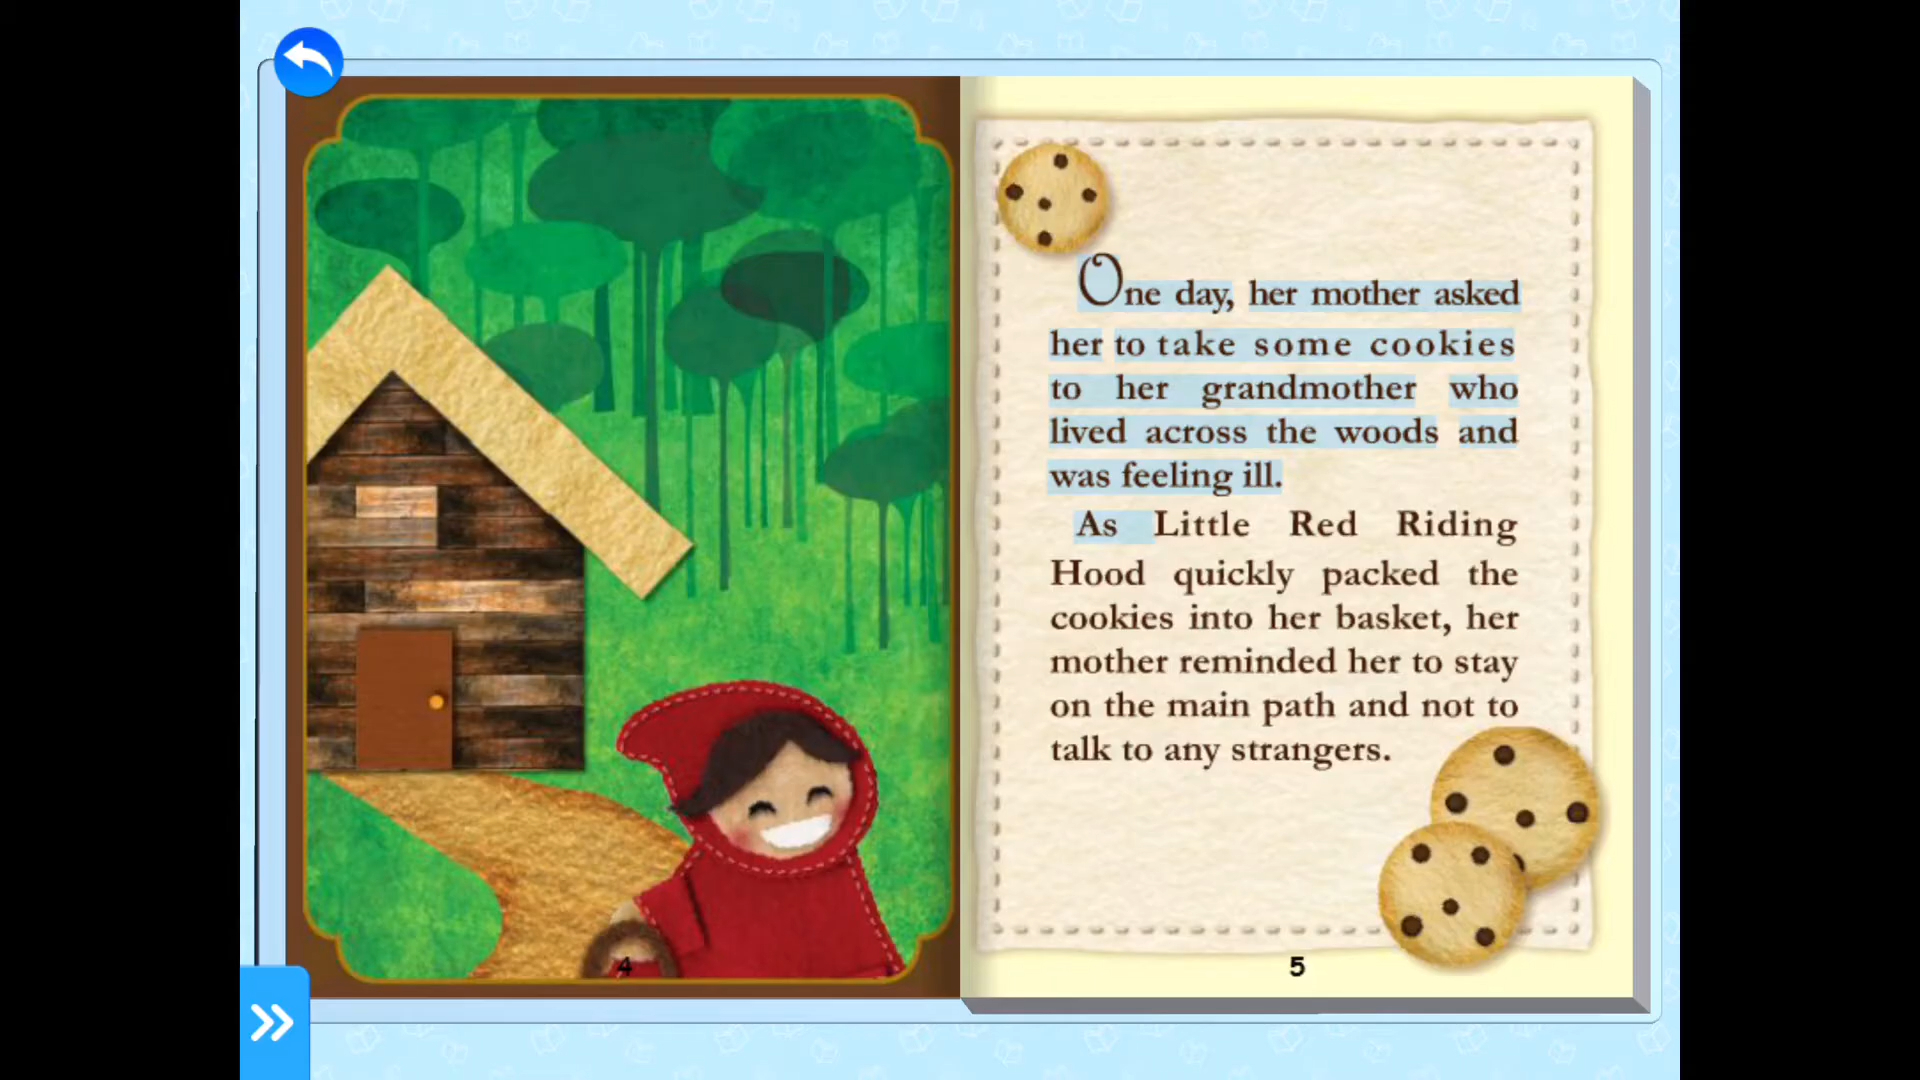 One day, her mother asked
her to take some cookies
to her grandmother who
lived across the woods and
was feeling ill.
As Little Red Riding
Hood quickly packed the
cookies into her basket, her
mother reminded her to stay
on the main path and not to
talk to any strangers.
4
5